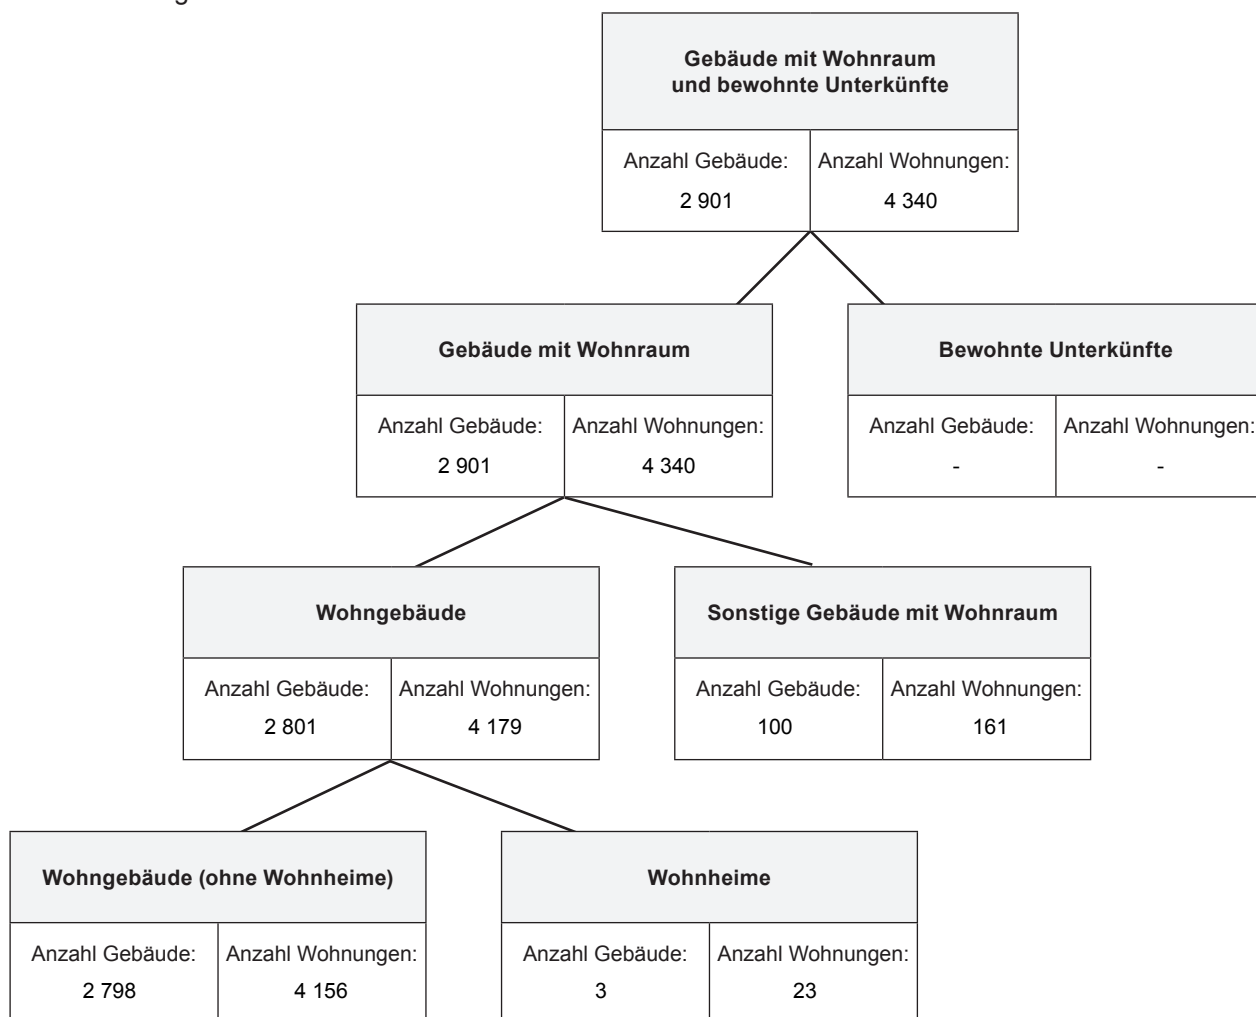 Gebäude mit Wohnraum
und bewohnte Unterkünfte
Anzahl Gebäude: Anzahl Wohnungen:
2 901 4 340
Gebäude mit Wohnraum Bewohnte Unterkünfte
Anzahl Gebäude: Anzahl Wohnungen: Anzahl Gebäude: Anzahl Wohnungen:
2 901 4 340 - -
Wohngebäude Sonstige Gebäude mit Wohnraum
Anzahl Gebäude: Anzahl Wohnungen: Anzahl Gebäude: Anzahl Wohnungen:
2 801 4 179 100 161
Wohngebäude (ohne Wohnheime) Wohnheime
Anzahl Gebäude: Anzahl Wohnungen: Anzahl Gebäude: Anzahl Wohnungen:
2 798 4 156 3 23